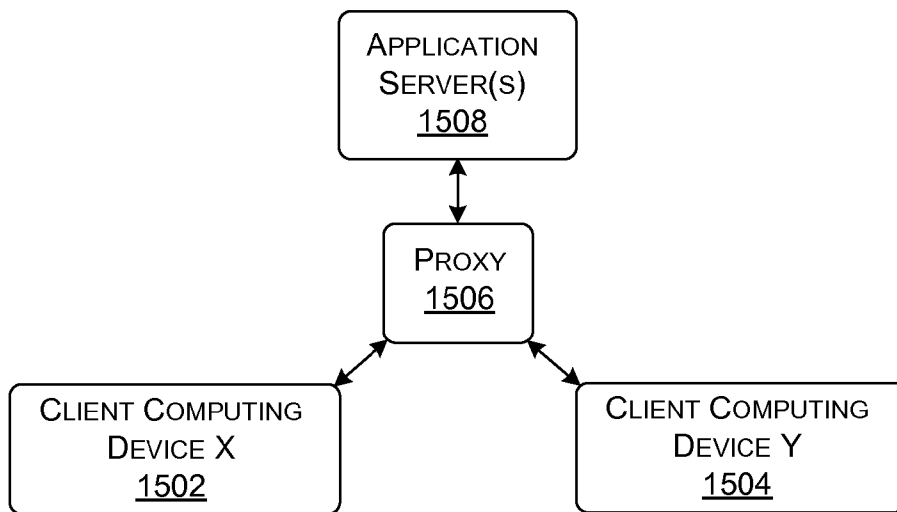 APPLICATION
SERVER(S)
1508
PROXY
1506
CLIENT COMPUTING
DEVICE X
1502
CLIENT COMPUTING
DEVICE Y
1504